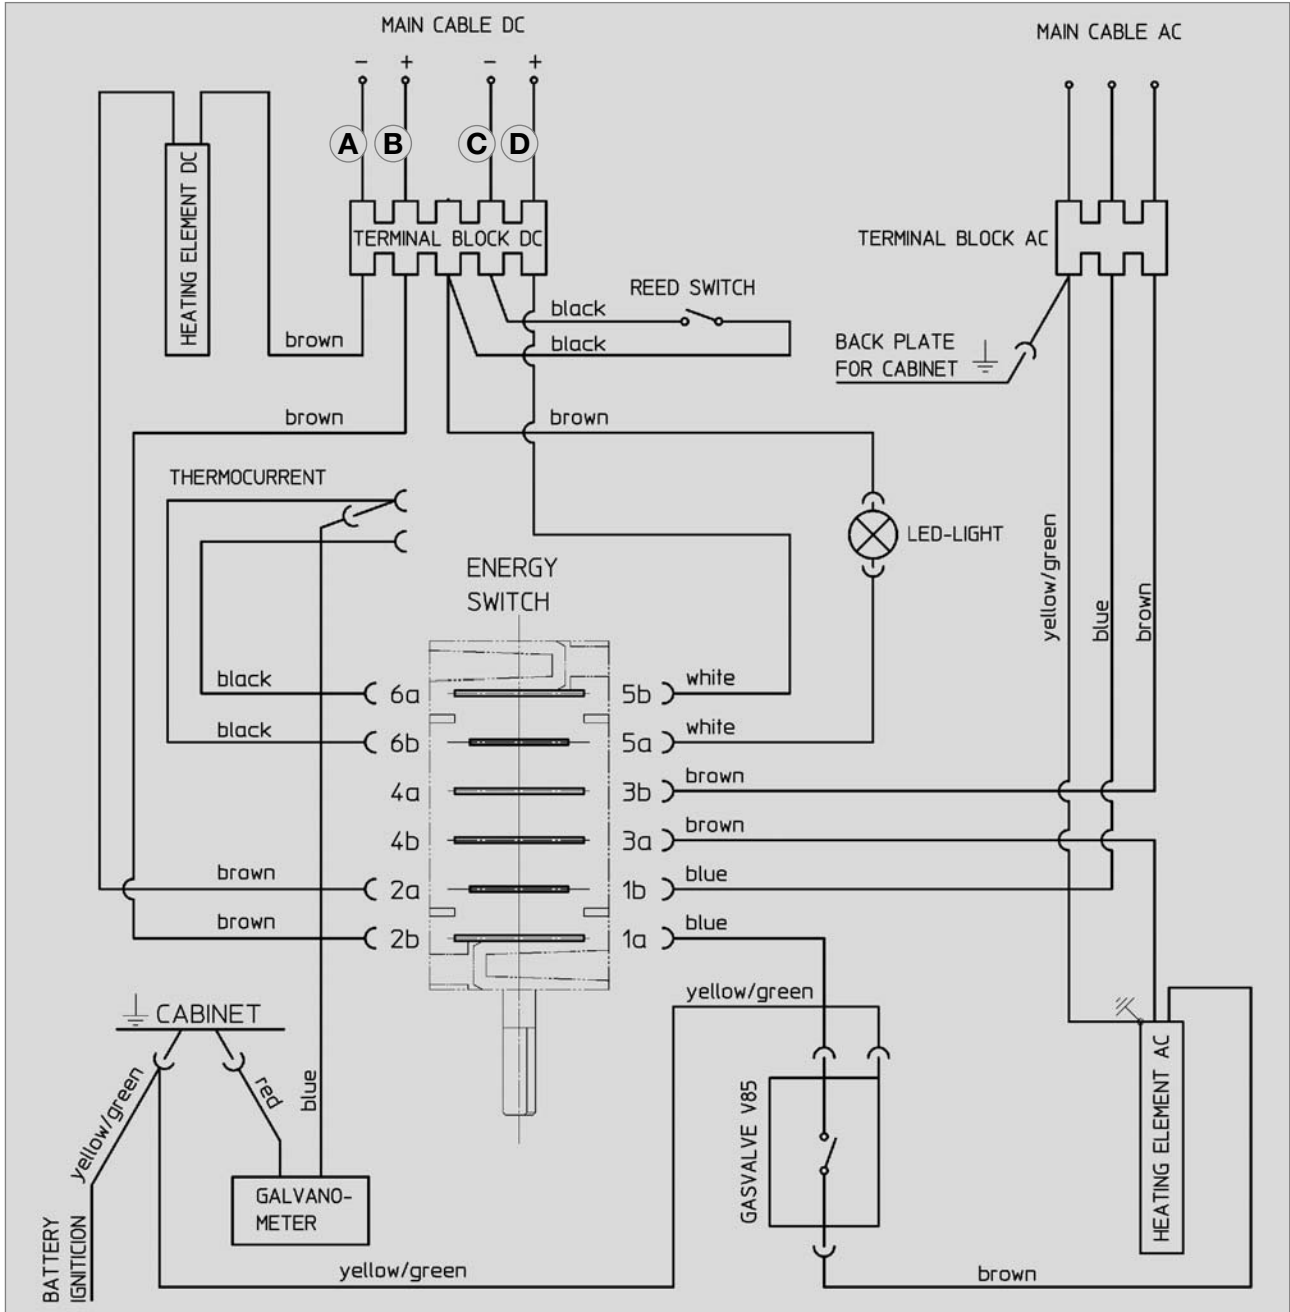 MAIN CABLE DC
MAIN CABLE AC
− + − +
A B C D
HEATING ELEMENT DC
TERMINAL BLOCK DC
TERMINAL BLOCK AC
REED SWITCH
black
brown
black
BACK PLATE
FOR CABINET
brown
brown
THERMOCURRENT
LED-LIGHT
yellow/green
blue
brown
ENERGY
SWITCH
black
6a
5b
white
black
6b
5a
white
4a
3b
brown
4b
3a
brown
brown
2a
1b
blue
brown
2b
1a
blue
yellow/green
CABINET
yellow/green
red
blue
GASVALVE V85
HEATING ELEMENT AC
GALVANO-
METER
BATTERY
IGNITICION
yellow/green
brown